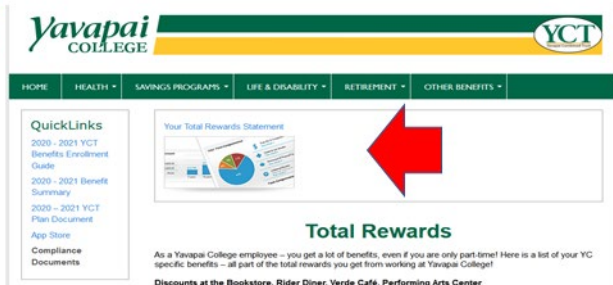 Yavapai
COLLEGE
YCT
HOME
HEALTH
SAVINGS PROGRAMS
LIFE & DISABILITY
RETIREMENT
OTHER BENEFITS
QuickLinks
2020 - 2021 YCT
Benefits Enrollment
Guide
2020 - 2021 Benefit
Summary
2020 – 2021 YCT
Plan Document
App Store
Compliance
Documents
Your Total Rewards Statement
Total Rewards
As a Yavapai College employee – you get a lot of benefits, even if you are only part-time! Here is a list of your YC
specific benefits – all part of the total rewards you get from working at Yavapai College!
Discounts at the Bookstore, Rider Diner, Verde Café, Performing Arts Center